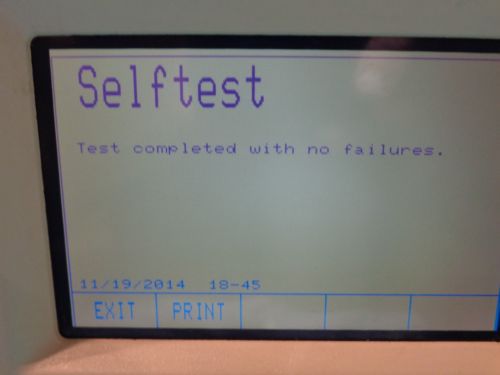 Selftest
Test completed with no failures.
11/19/2014 18-45
EXIT PRINT